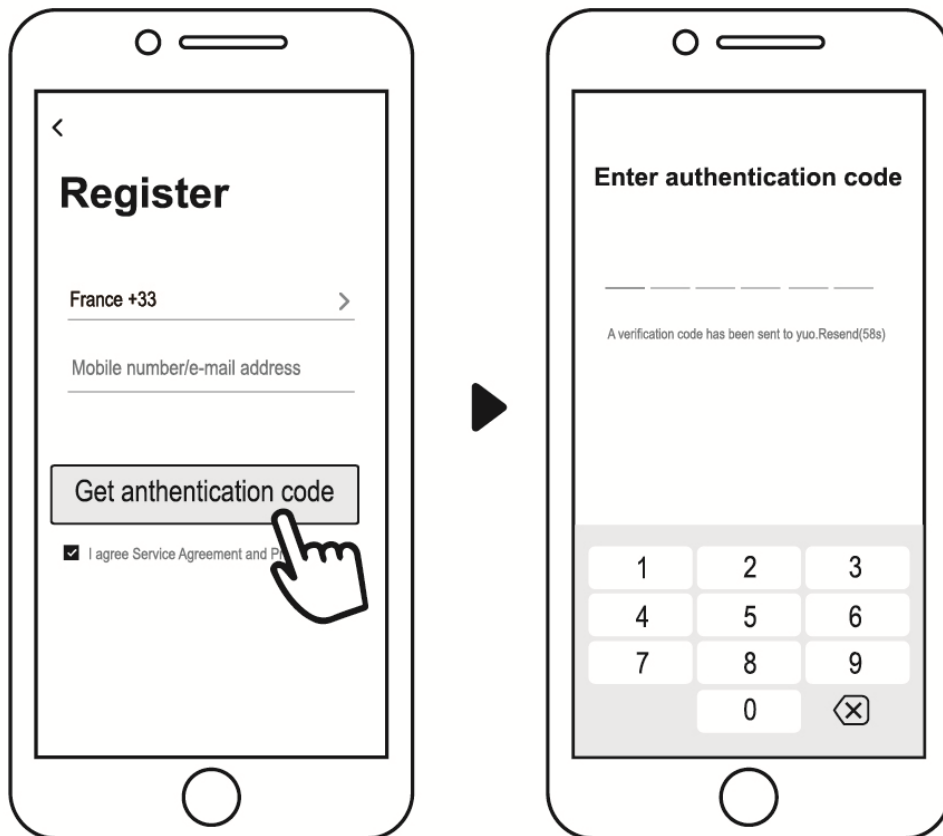 Register
France +33
Mobile number/e-mail address
Get anthentication code
I agree Service Agreement and
Enter authentication code
A verification code has been sent to yuo.Resend(58s)
1 2 3
4 5 6
7 8 9
0